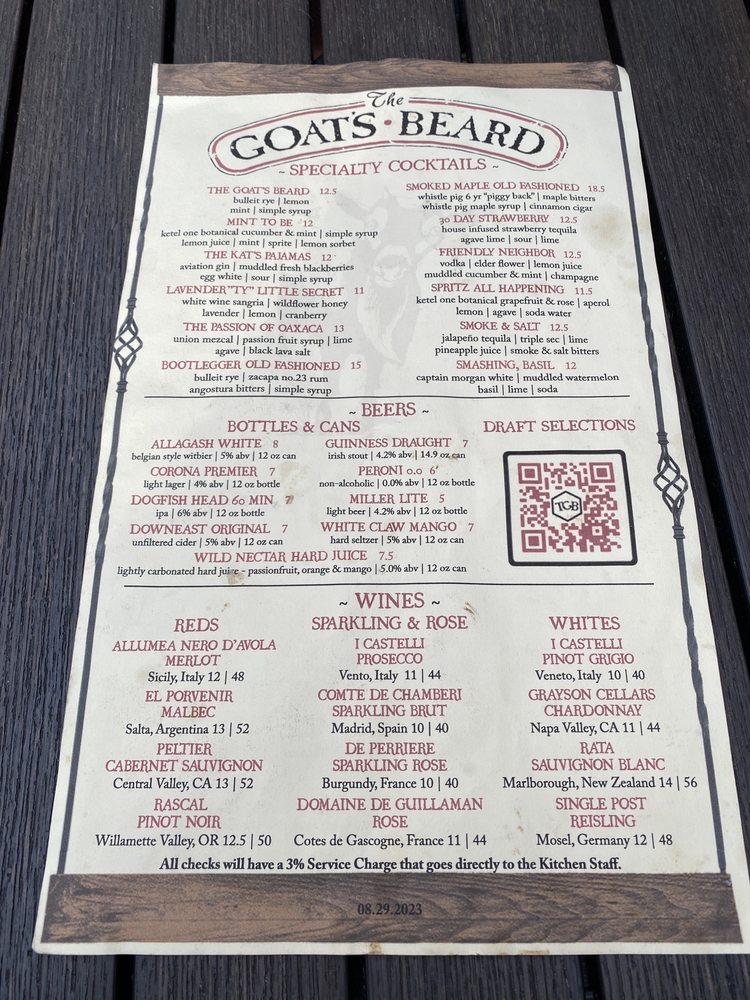 The
GOAT'S • BEARD
~ SPECIALTY COCKTAILS ~
THE GOAT'S BEARD 12.5
bulleit rye | lemon
mint | simple syrup
MINT TO BE 12
ketel one botanical cucumber & mint | simple syrup
lemon juice | mint | sprite | lemon sorbet
THE KAT'S PAJAMAS 12
aviation gin | muddled fresh blackberries
egg white | sour | simple syrup
LAVENDER "TY" LITTLE SECRET 11
white wine sangria | wildflower honey
lavender | lemon | cranberry
THE PASSION OF OAXACA 13
union mezcal | passion fruit syrup | lime
agave | black lava salt
BOOTLEGGER OLD FASHIONED 15
bulleit rye | zacapa no.23 rum
angostura bitters | simple syrup
SMOKED MAPLE OLD FASHIONED 18.5
whistle pig 6 yr "piggy back" | maple bitters
whistle pig maple syrup | cinnamon cigar
30 DAY STRAWBERRY 12.5
house infused strawberry tequila
agave lime | sour | lime
FRIENDLY NEIGHBOR 12.5
vodka | elder flower | lemon juice
muddled cucumber & mint | champagne
SPRITZ ALL HAPPENING 11.5
ketel one botanical grapefruit & rose | aperol
lemon | agave | soda water
SMOKE & SALT 12.5
jalapeño tequila | triple sec | lime
pineapple juice | smoke & salt bitters
SMASHING, BASIL 12
captain morgan white | muddled watermelon
basil | lime | soda
~ BEERS ~
BOTTLES & CANS
ALLAGASH WHITE 8
belgian style witbier | 5% abv | 12 oz can
CORONA PREMIER 7
light lager | 4% abv | 12 oz bottle
DOGFISH HEAD 60 MIN 7
ipa | 6% abv | 12 oz bottle
DOWNEAST ORIGINAL 7
unfiltered cider | 5% abv | 12 oz can
GUINNESS DRAUGHT 7
irish stout | 4.2% abv | 14.9 oz can
PERONI 0.0 6
non-alcoholic | 0.0% abv | 12 oz bottle
MILLER LITE 5
light beer | 4.2% abv | 12 oz bottle
WHITE CLAW MANGO 7
hard seltzer | 5% abv | 12 oz can
WILD NECTAR HARD JUICE 7.5
lightly carbonated hard juice - passionfruit, orange & mango | 5.0% abv | 12 oz can
DRAFT SELECTIONS
TGB
~ WINES ~
REDS
ALLUMEA NERO D'AVOLA
MERLOT
Sicily, Italy 12 | 48
EL PORVENIR
MALBEC
Salta, Argentina 13 | 52
PELTIER
CABERNET SAUVIGNON
Central Valley, CA 13 | 52
RASCAL
PINOT NOIR
Willamette Valley, OR 12.5 | 50
SPARKLING & ROSE
I CASTELLI
PROSECCO
Vento, Italy 11 | 44
COMTE DE CHAMBERI
SPARKLING BRUT
Madrid, Spain 10 | 40
DE PERRIERE
SPARKLING ROSE
Burgundy, France 10 | 40
DOMAINE DE GUILLAMAN
ROSE
Cotes de Gascogne, France 11 | 44
WHITES
I CASTELLI
PINOT GRIGIO
Veneto, Italy 10 | 40
GRAYSON CELLARS
CHARDONNAY
Napa Valley, CA 11 | 44
RATA
SAUVIGNON BLANC
Marlborough, New Zealand 14 | 56
SINGLE POST
REISLING
Mosel, Germany 12 | 48
All checks will have a 3% Service Charge that goes directly to the Kitchen Staff.
08.29.2023